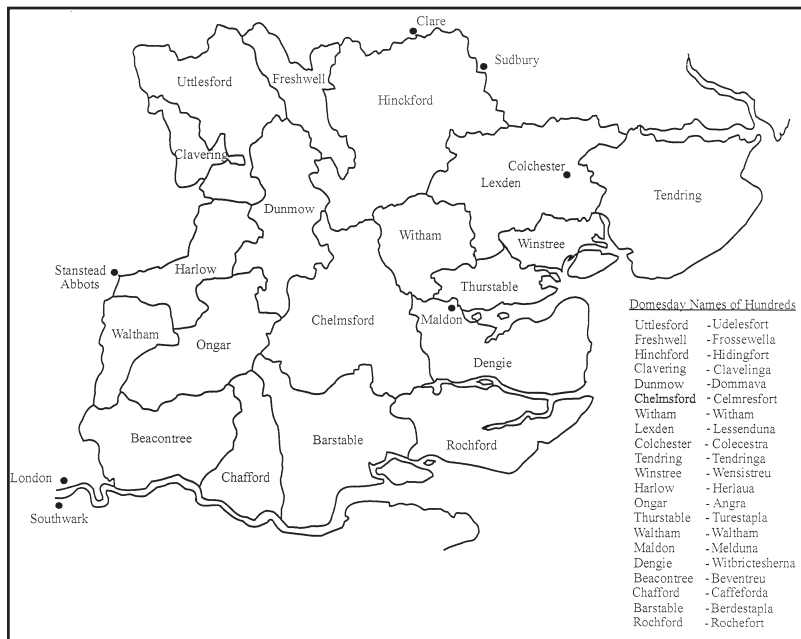 Clare
Sudbury
Uttlesford
Freshwell
Hinckford
Clavering
Colchester
Lexden
Tendring
Dunmow
Witham
Winstree
Stanstead
Abbots
Harlow
Thurstable
Waltham
Ongar
Chelmsford
Maldon
Dengie
Beacontree
Barstable
Rochford
Chafford
London
Southwark
Domesday Names of Hundreds
Uttlesford - Udelesfort
Freshwell - Frossewella
Hinchford - Hidingfort
Clavering - Clavelinga
Dunmow - Dommava
Chelmsford - Celmresfort
Witham - Witham
Lexden - Lessenduna
Colchester - Colecestra
Tendring - Tendringa
Winstree - Wensistreu
Harlow - Herlaua
Ongar - Angra
Thurstable - Turestapla
Waltham - Waltham
Maldon - Melduna
Dengie - Witbrictesherna
Beacontree - Beventreu
Chafford - Caffeforda
Barstable - Berdestapla
Rochford - Rochefort